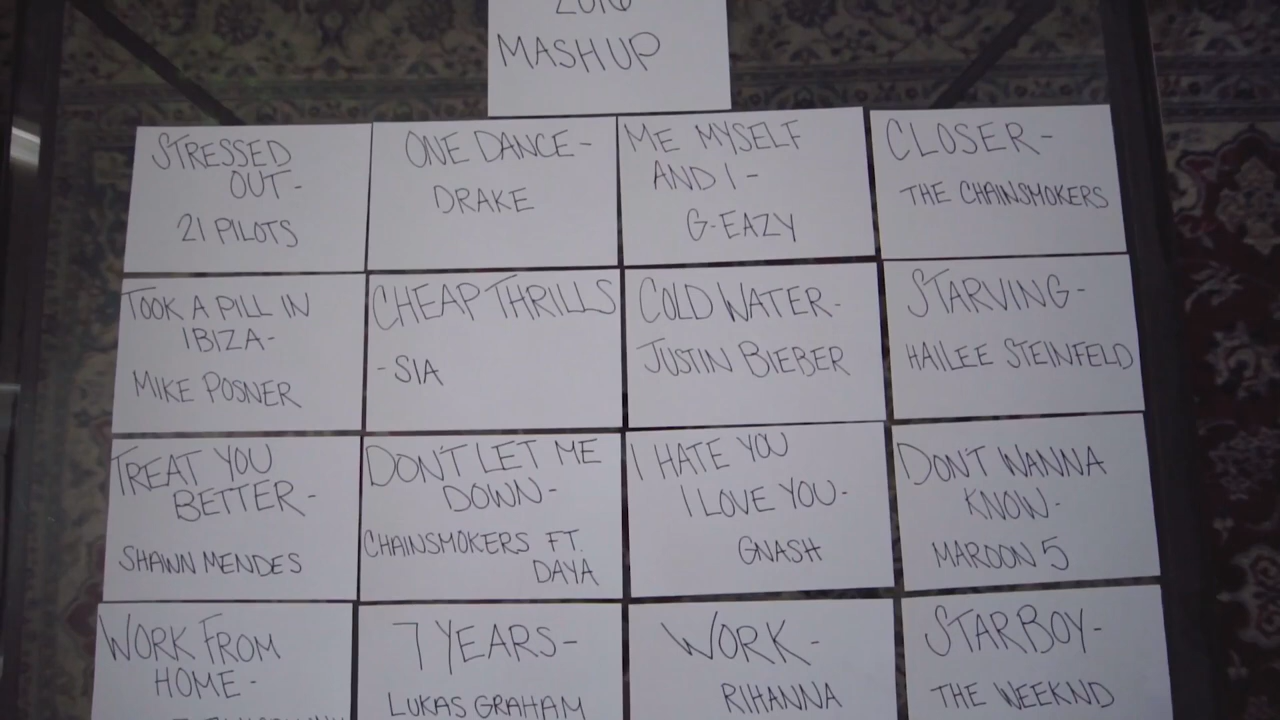 2016
MASHUP
STRESSED
OUT-
21 PILOTS
ONE DANCE-
DRAKE
ME MYSELF
AND I-
G-EAZY
CLOSER-
THE CHAINSMOKERS
TOOK A PILL IN
IBIZA-
MIKE POSNER
CHEAP THRILLS
-SIA
COLD WATER-
JUSTIN BIEBER
STARVING-
HAILEE STEINFELD
TREAT YOU
BETTER-
SHAWN MENDES
DON'T LET ME
DOWN-
CHAINSMOKERS FT.
DAYA
I HATE YOU
I LOVE YOU-
GNASH
DON'T WANNA
KNOW-
MAROON 5
WORK FROM
HOME-
7 YEARS-
LUKAS GRAHAM
WORK-
RIHANNA
STARBOY-
THE WEEKND